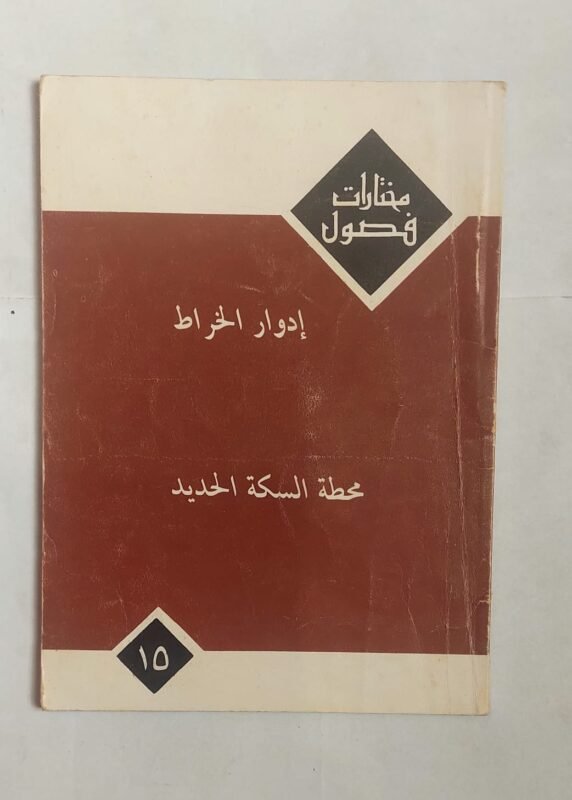 مختارات
فصول
إدوار الخراط
محطة السكة الحديد
١٥